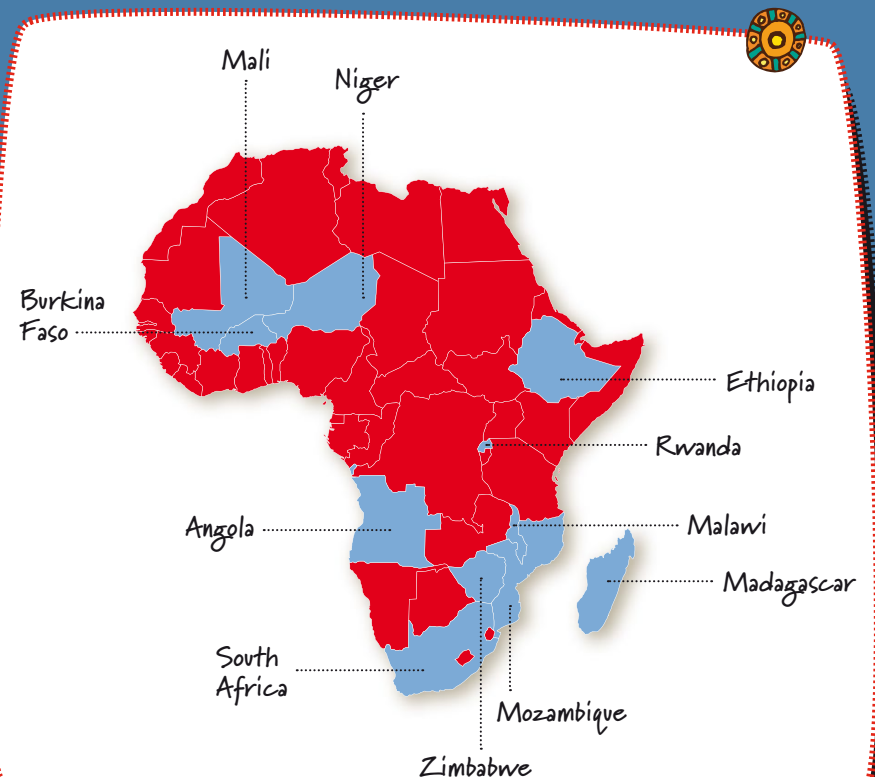 Mali
Niger
Burkina
Faso
Ethiopia
Rwanda
Angola
Malawi
Madagascar
South
Africa
Mozambique
Zimbabwe